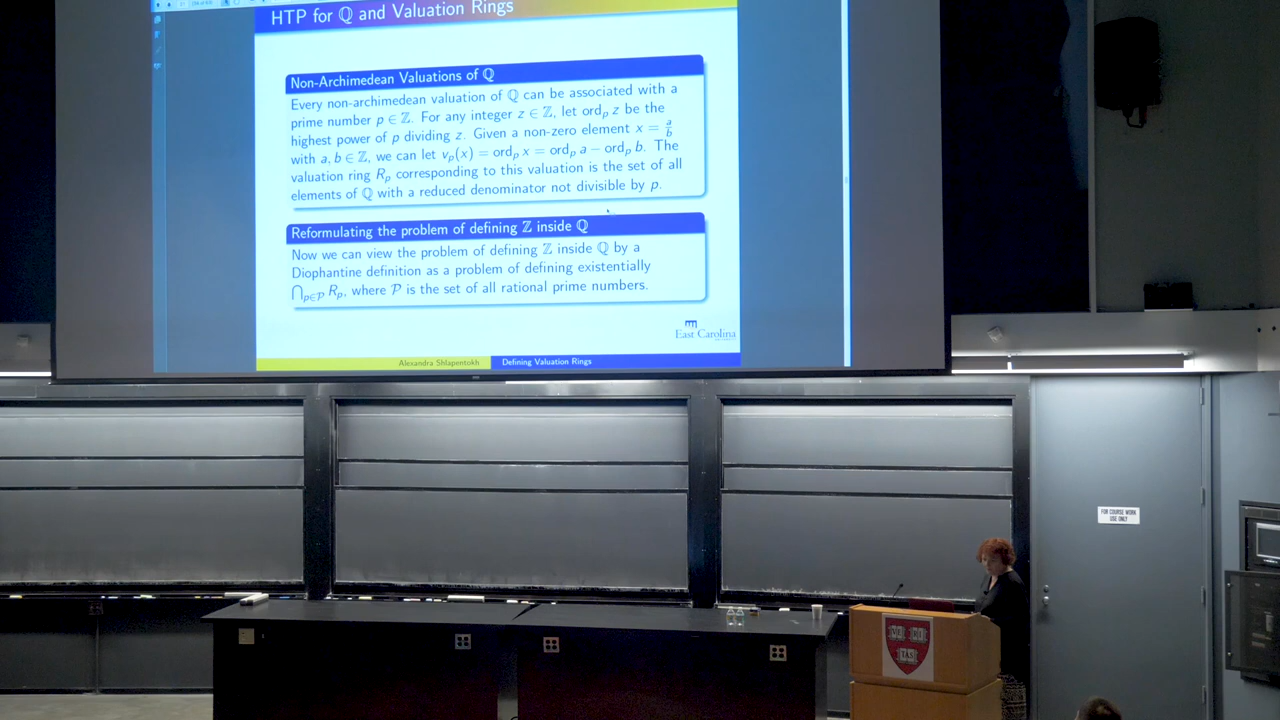 HTP for ℚ and Valuation Rings
Non-Archimedean Valuations of ℚ
Every non-archimedean valuation of ℚ can be associated with a
prime number p ∈ ℤ. For any integer z ∈ ℤ, let ord_p z be the
highest power of p dividing z. Given a non-zero element x = a/b
with a, b ∈ ℤ, we can let v_p(x) = ord_p x = ord_p a − ord_p b. The
valuation ring R_p corresponding to this valuation is the set of all
elements of ℚ with a reduced denominator not divisible by p.
Reformulating the problem of defining ℤ inside ℚ
Now we can view the problem of defining ℤ inside ℚ by a
Diophantine definition as a problem of defining existentially
⋂_{p∈𝒫} R_p, where 𝒫 is the set of all rational prime numbers.
East Carolina
Alexandra Shlapentokh
Defining Valuation Rings
FOR COURSE WORK
USE ONLY